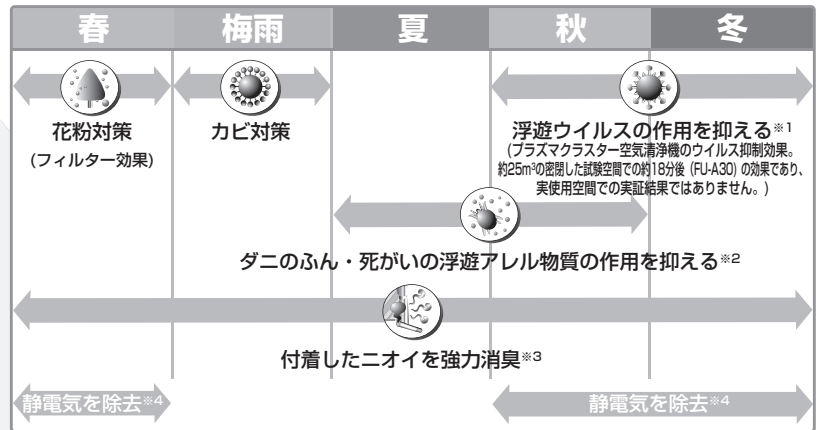 春 梅雨 夏 秋 冬
花粉対策
(フィルター効果)
カビ対策
浮遊ウイルスの作用を抑える※1
(プラズマクラスター空気清浄機のウイルス抑制効果。
約25m³の密閉した試験空間での約18分後（FU-A30）の効果であり、
実使用空間での実証結果ではありません。)
ダニのふん・死がいの浮遊アレル物質の作用を抑える※2
付着したニオイを強力消臭※3
静電気を除去※4 静電気を除去※4